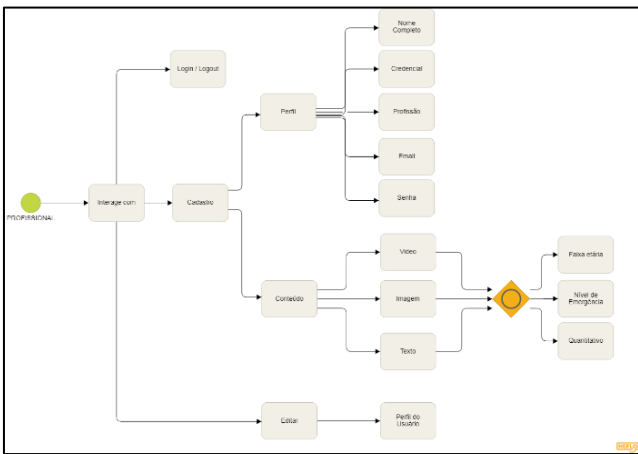 Nome
Completo
Login / Logout
Credencial
Perfil
Profissão
Email
Senha
Interage com
Cadastro
PROFISSIONAL
Vídeo
Faixa etária
Conteúdo
Imagem
Nível de
Emergência
Texto
Quantitativo
Editar
Perfil do
Usuário